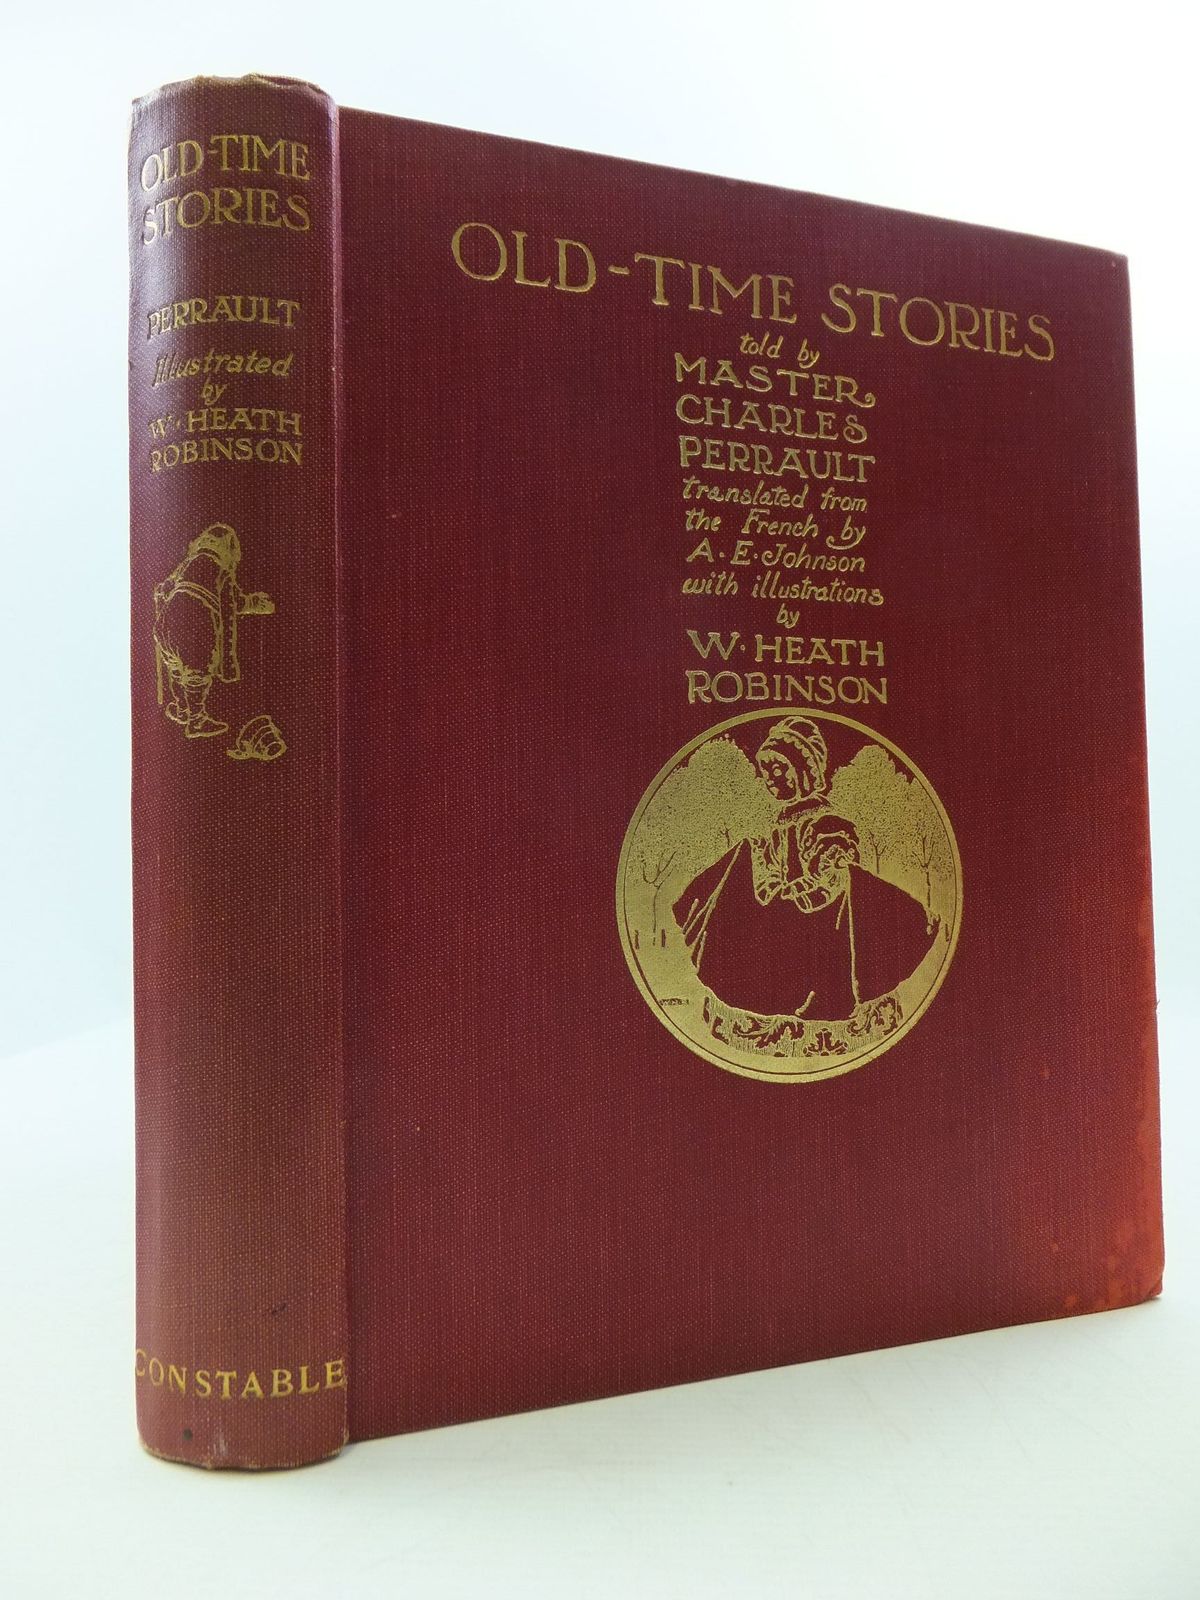 OLD-TIME
STORIES
PERRAULT
Illustrated
by
W. HEATH
ROBINSON
CONSTABLE
OLD-TIME STORIES
told by
MASTER
CHARLES
PERRAULT
translated from
the French by
A. E. Johnson
with illustrations
by
W. HEATH
ROBINSON